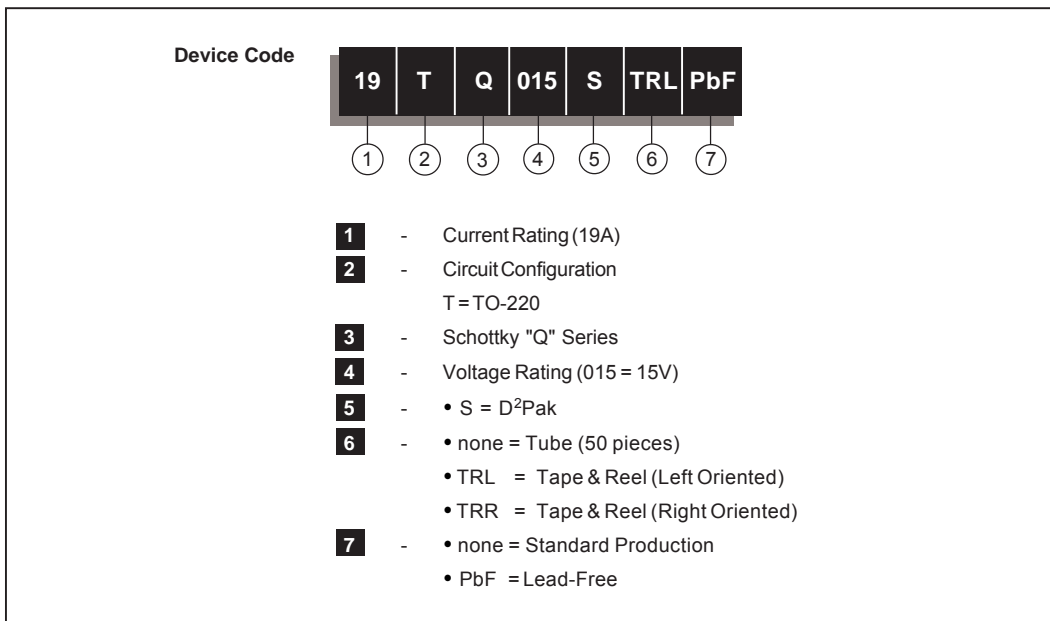 Device Code
19 T Q 015 S TRL PbF
1 2 3 4 5 6 7
1 - Current Rating (19A)
2 - Circuit Configuration
T = TO-220
3 - Schottky "Q" Series
4 - Voltage Rating (015 = 15V)
5 - • S = D²Pak
6 - • none = Tube (50 pieces)
• TRL = Tape & Reel (Left Oriented)
• TRR = Tape & Reel (Right Oriented)
7 - • none = Standard Production
• PbF = Lead-Free